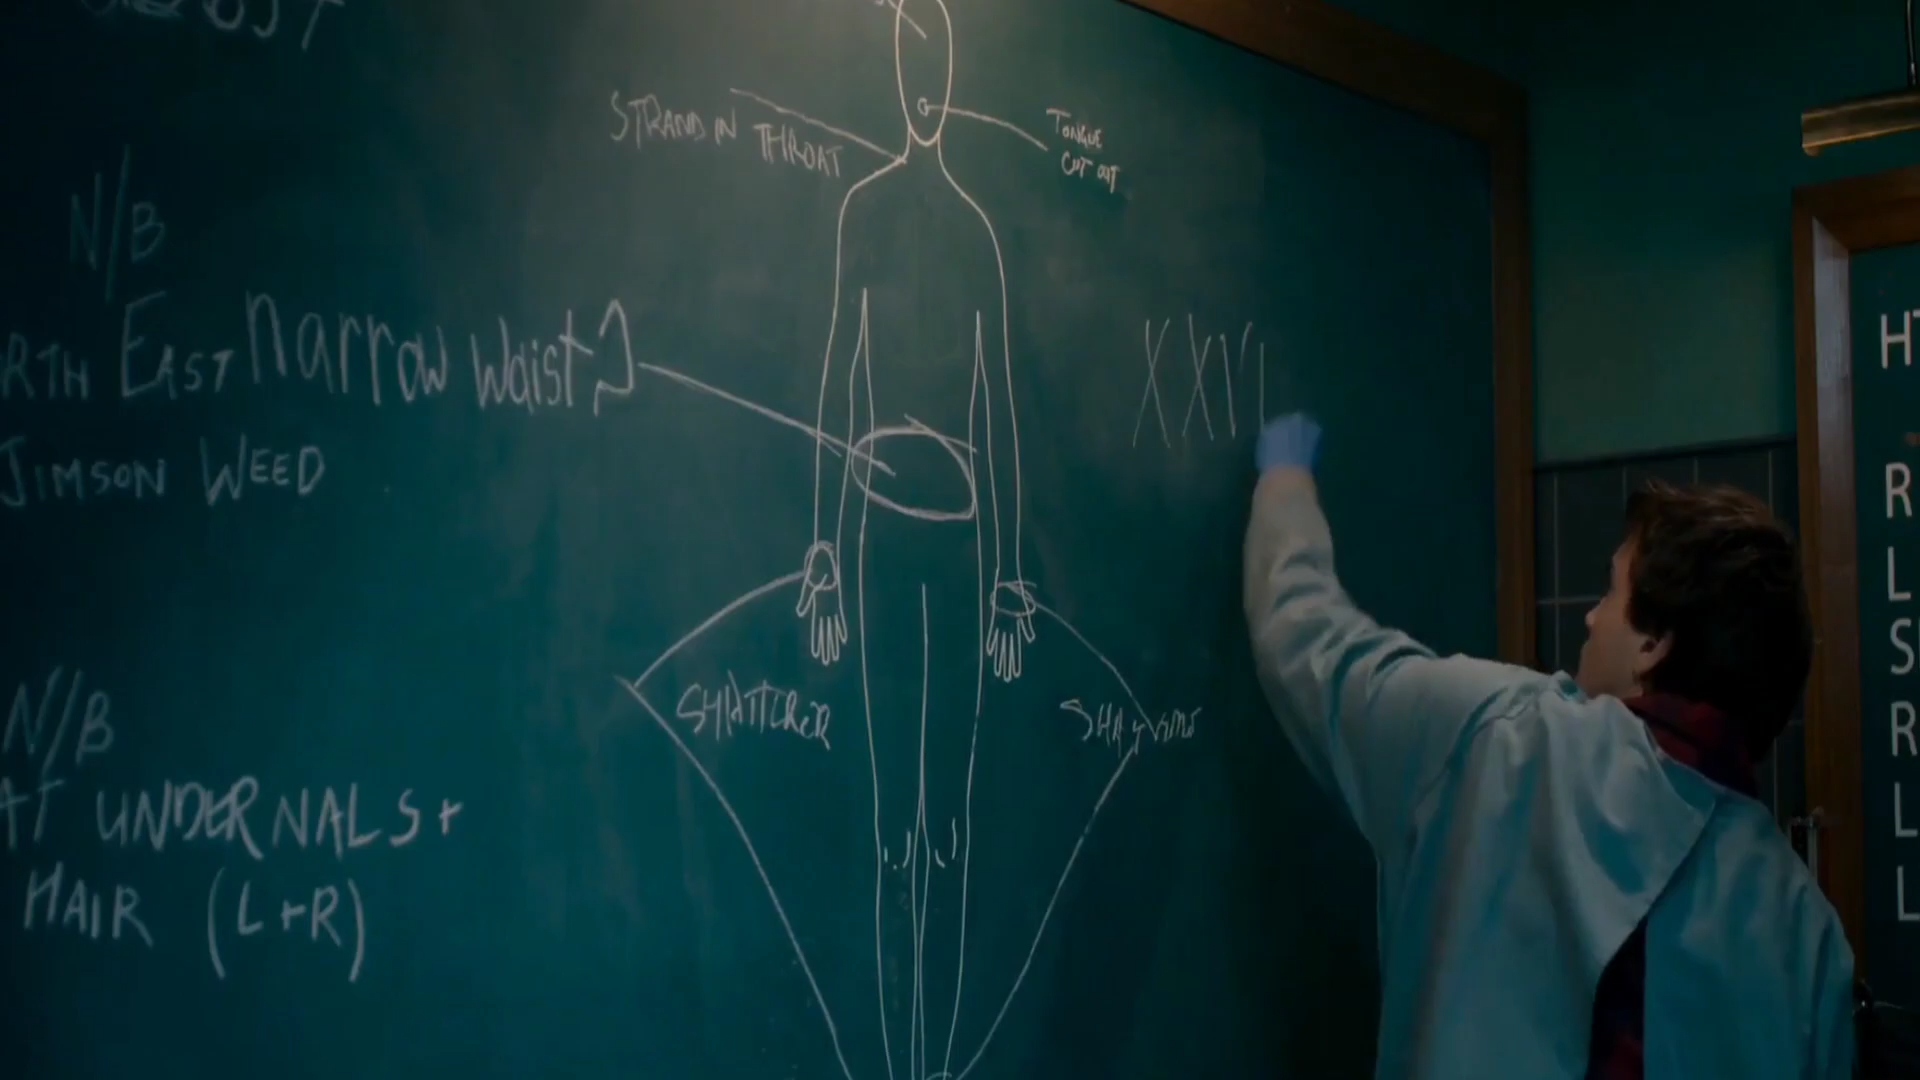 STRAND IN THROAT
TONGUE
CUT OUT
N/B
RTH EAST narrow waist?
JIMSON WEED
XXVI
SHATTERED
N/B
AT UNDERNALS +
HAIR (L+R)
HT
R
L
S
R
L
L